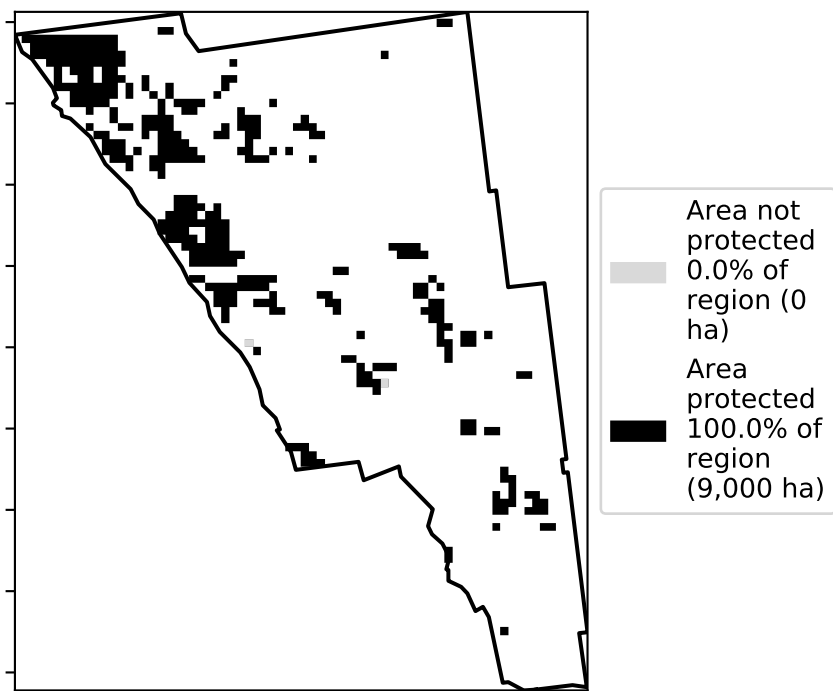 Area not
protected
0.0% of
region (0
ha)
Area
protected
100.0% of
region
(9,000 ha)